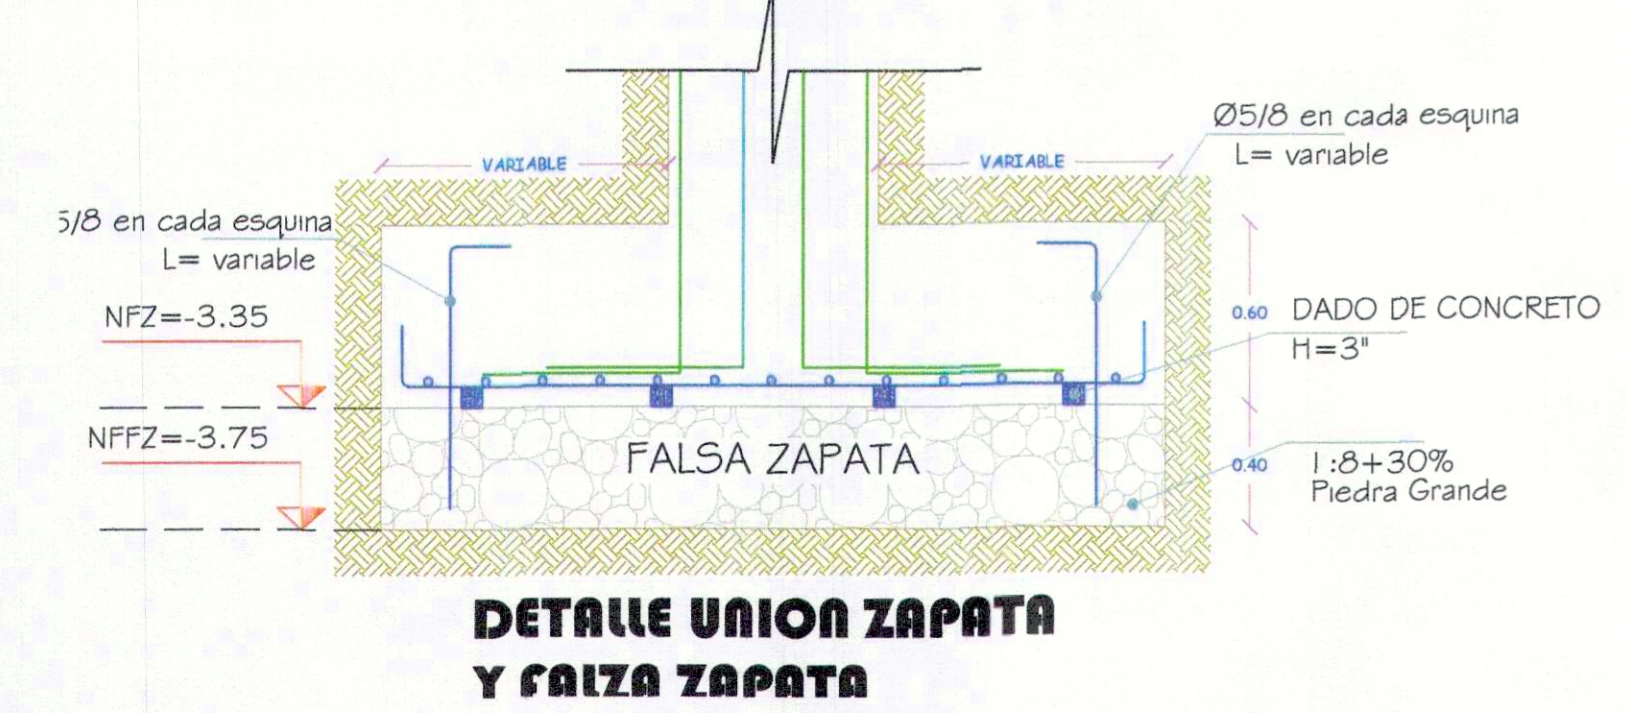 Ø5/8 en cada esquina
L= variable
VARIABLE
VARIABLE
5/8 en cada esquina
L= variable
NFZ=-3.35
0.60
DADO DE CONCRETO
H=3"
NFFZ=-3.75
FALSA ZAPATA
0.40
1:8+30%
Piedra Grande
DETALLE UNION ZAPATA
Y FALZA ZAPATA